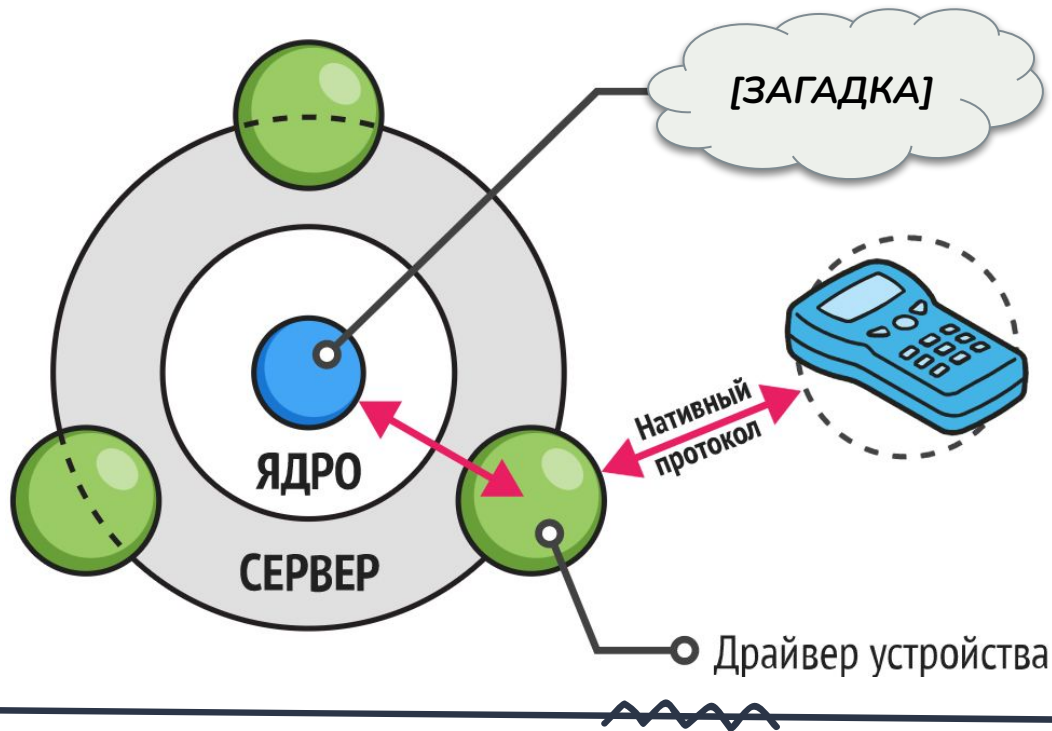 [ЗАГАДКА]
Нативный
протокол
ЯДРО
СЕРВЕР
Драйвер устройства